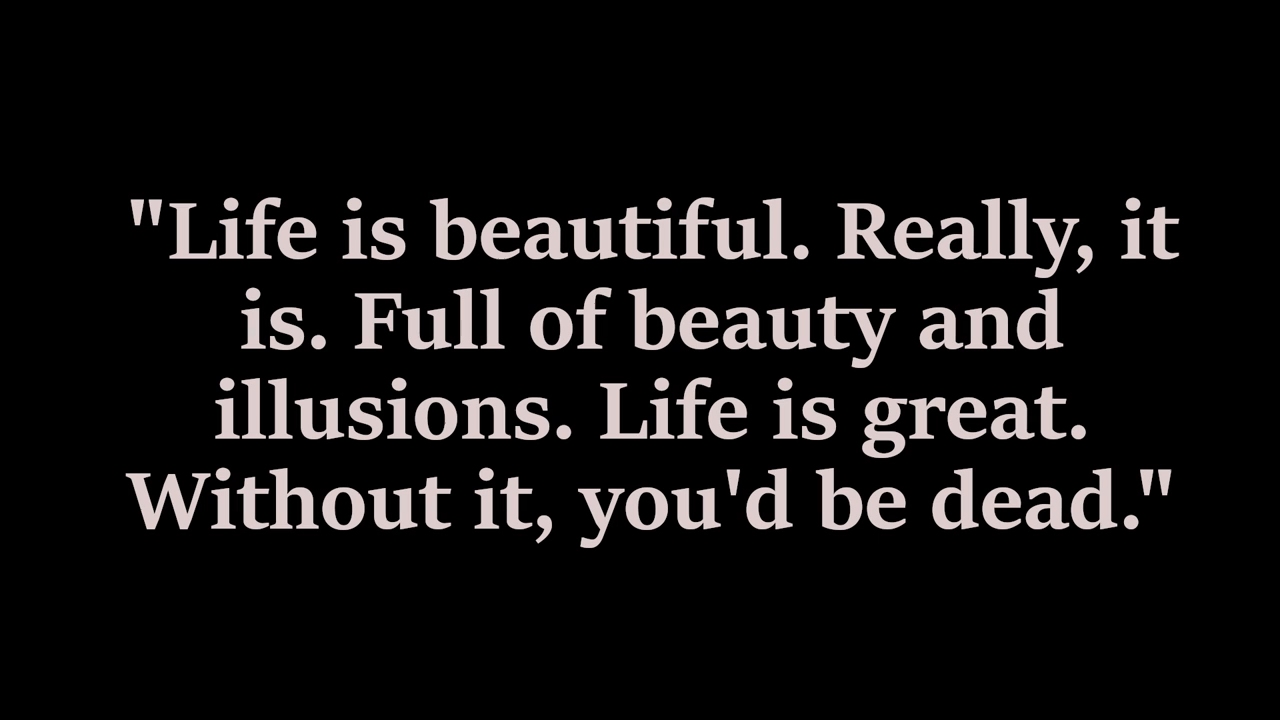 "Life is beautiful. Really, it
is. Full of beauty and
illusions. Life is great.
Without it, you'd be dead."